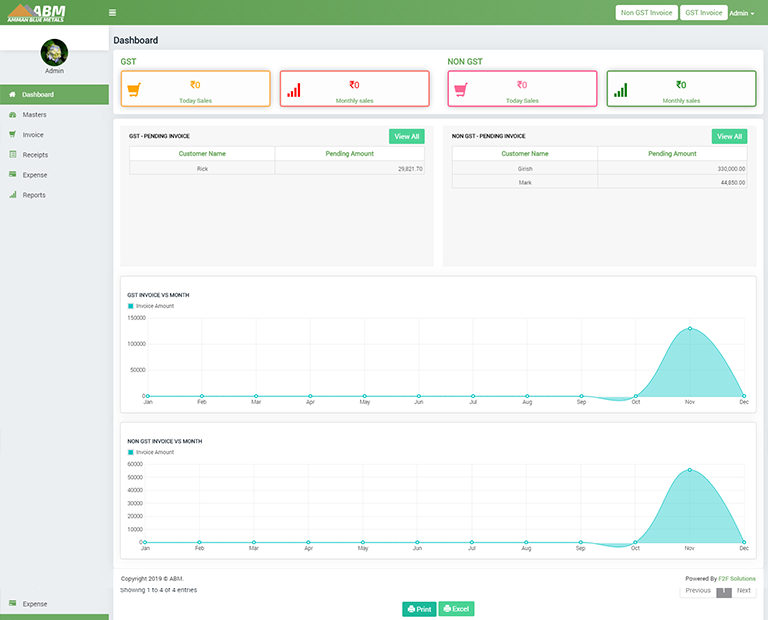 ABM
AMMAN BLUE METALS
Non GST Invoice
GST Invoice
Admin
Admin
Dashboard
Masters
Invoice
Receipts
Expense
Reports
Dashboard
GST
₹0
Today Sales
₹0
Monthly sales
NON GST
₹0
Today Sales
₹0
Monthly sales
GST - PENDING INVOICE
View All
Customer Name Pending Amount
Rick 29,821.70
NON GST - PENDING INVOICE
View All
Customer Name Pending Amount
Girish 330,000.00
Mark 44,850.00
GST INVOICE VS MONTH
Invoice Amount
150000
100000
50000
0
Jan Feb Mar Apr May Jun Jul Aug Sep Oct Nov Dec
NON GST INVOICE VS MONTH
Invoice Amount
60000
50000
40000
30000
20000
10000
0
Jan Feb Mar Apr May Jun Jul Aug Sep Oct Nov Dec
Copyright 2019 © ABM.
Powered By F2F Solutions
Showing 1 to 4 of 4 entries
Previous 1 Next
Expense
Print
Excel